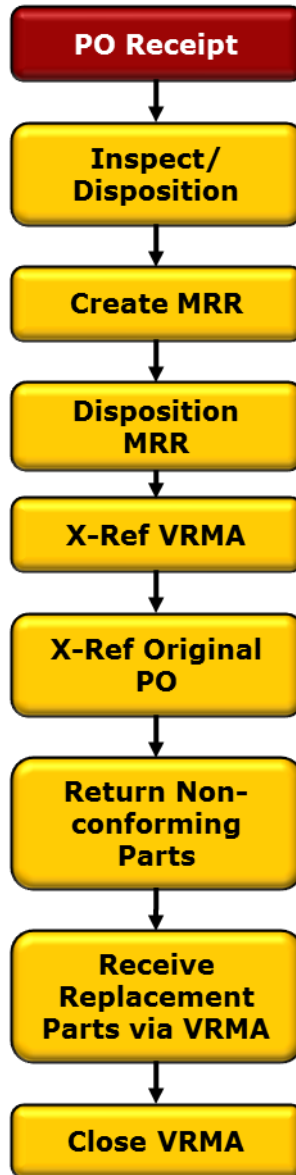 PO Receipt
Inspect/
Disposition
Create MRR
Disposition
MRR
X-Ref VRMA
X-Ref Original
PO
Return Non-
conforming
Parts
Receive
Replacement
Parts via VRMA
Close VRMA